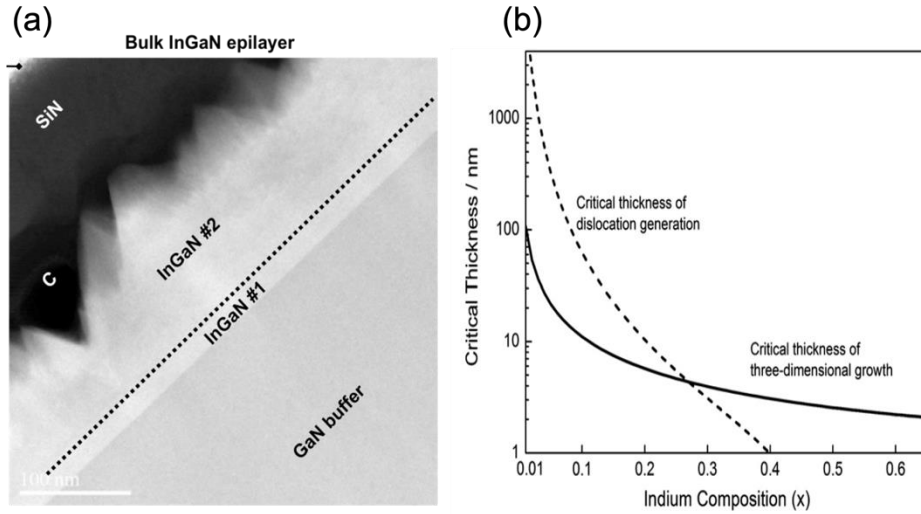 (a)
Bulk InGaN epilayer
SiN
C
InGaN #2
InGaN #1
GaN buffer
100 nm
(b)
Critical Thickness / nm
1000
100
10
1
Critical thickness of
dislocation generation
Critical thickness of
three-dimensional growth
0.01 0.1 0.2 0.3 0.4 0.5 0.6
Indium Composition (x)